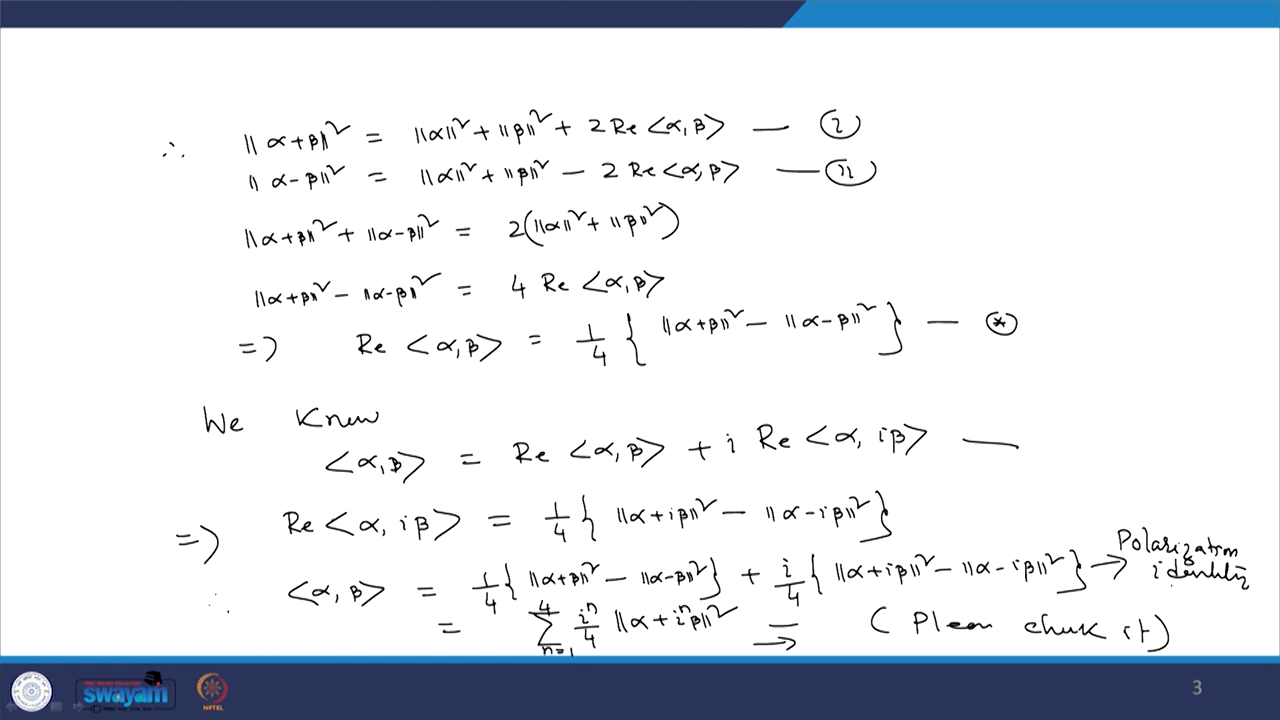 ∴ ||α+β||² = ||α||² + ||β||² + 2 Re <α,β> — (i)
||α-β||² = ||α||² + ||β||² - 2 Re <α,β> — (ii)
||α+β||² + ||α-β||² = 2(||α||² + ||β||²)
||α+β||² - ||α-β||² = 4 Re <α,β>
=> Re <α,β> = 1/4 { ||α+β||² - ||α-β||² } — (*)
We Know
<α,β> = Re <α,β> + i Re <α, iβ> —
=> Re <α, iβ> = 1/4 { ||α+iβ||² - ||α-iβ||² }
∴ <α,β> = 1/4 { ||α+β||² - ||α-β||² } + i/4 { ||α+iβ||² - ||α-iβ||² } → Polarization identity
= ∑_{n=1}^{4} iⁿ/4 ||α+iⁿβ||² = → (Please check it)
swayam
NPTEL
3